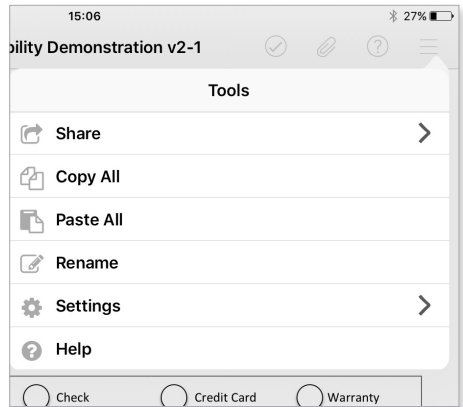 15:06 27%
bility Demonstration v2-1
Tools
Share
Copy All
Paste All
Rename
Settings
Help
Check Credit Card Warranty